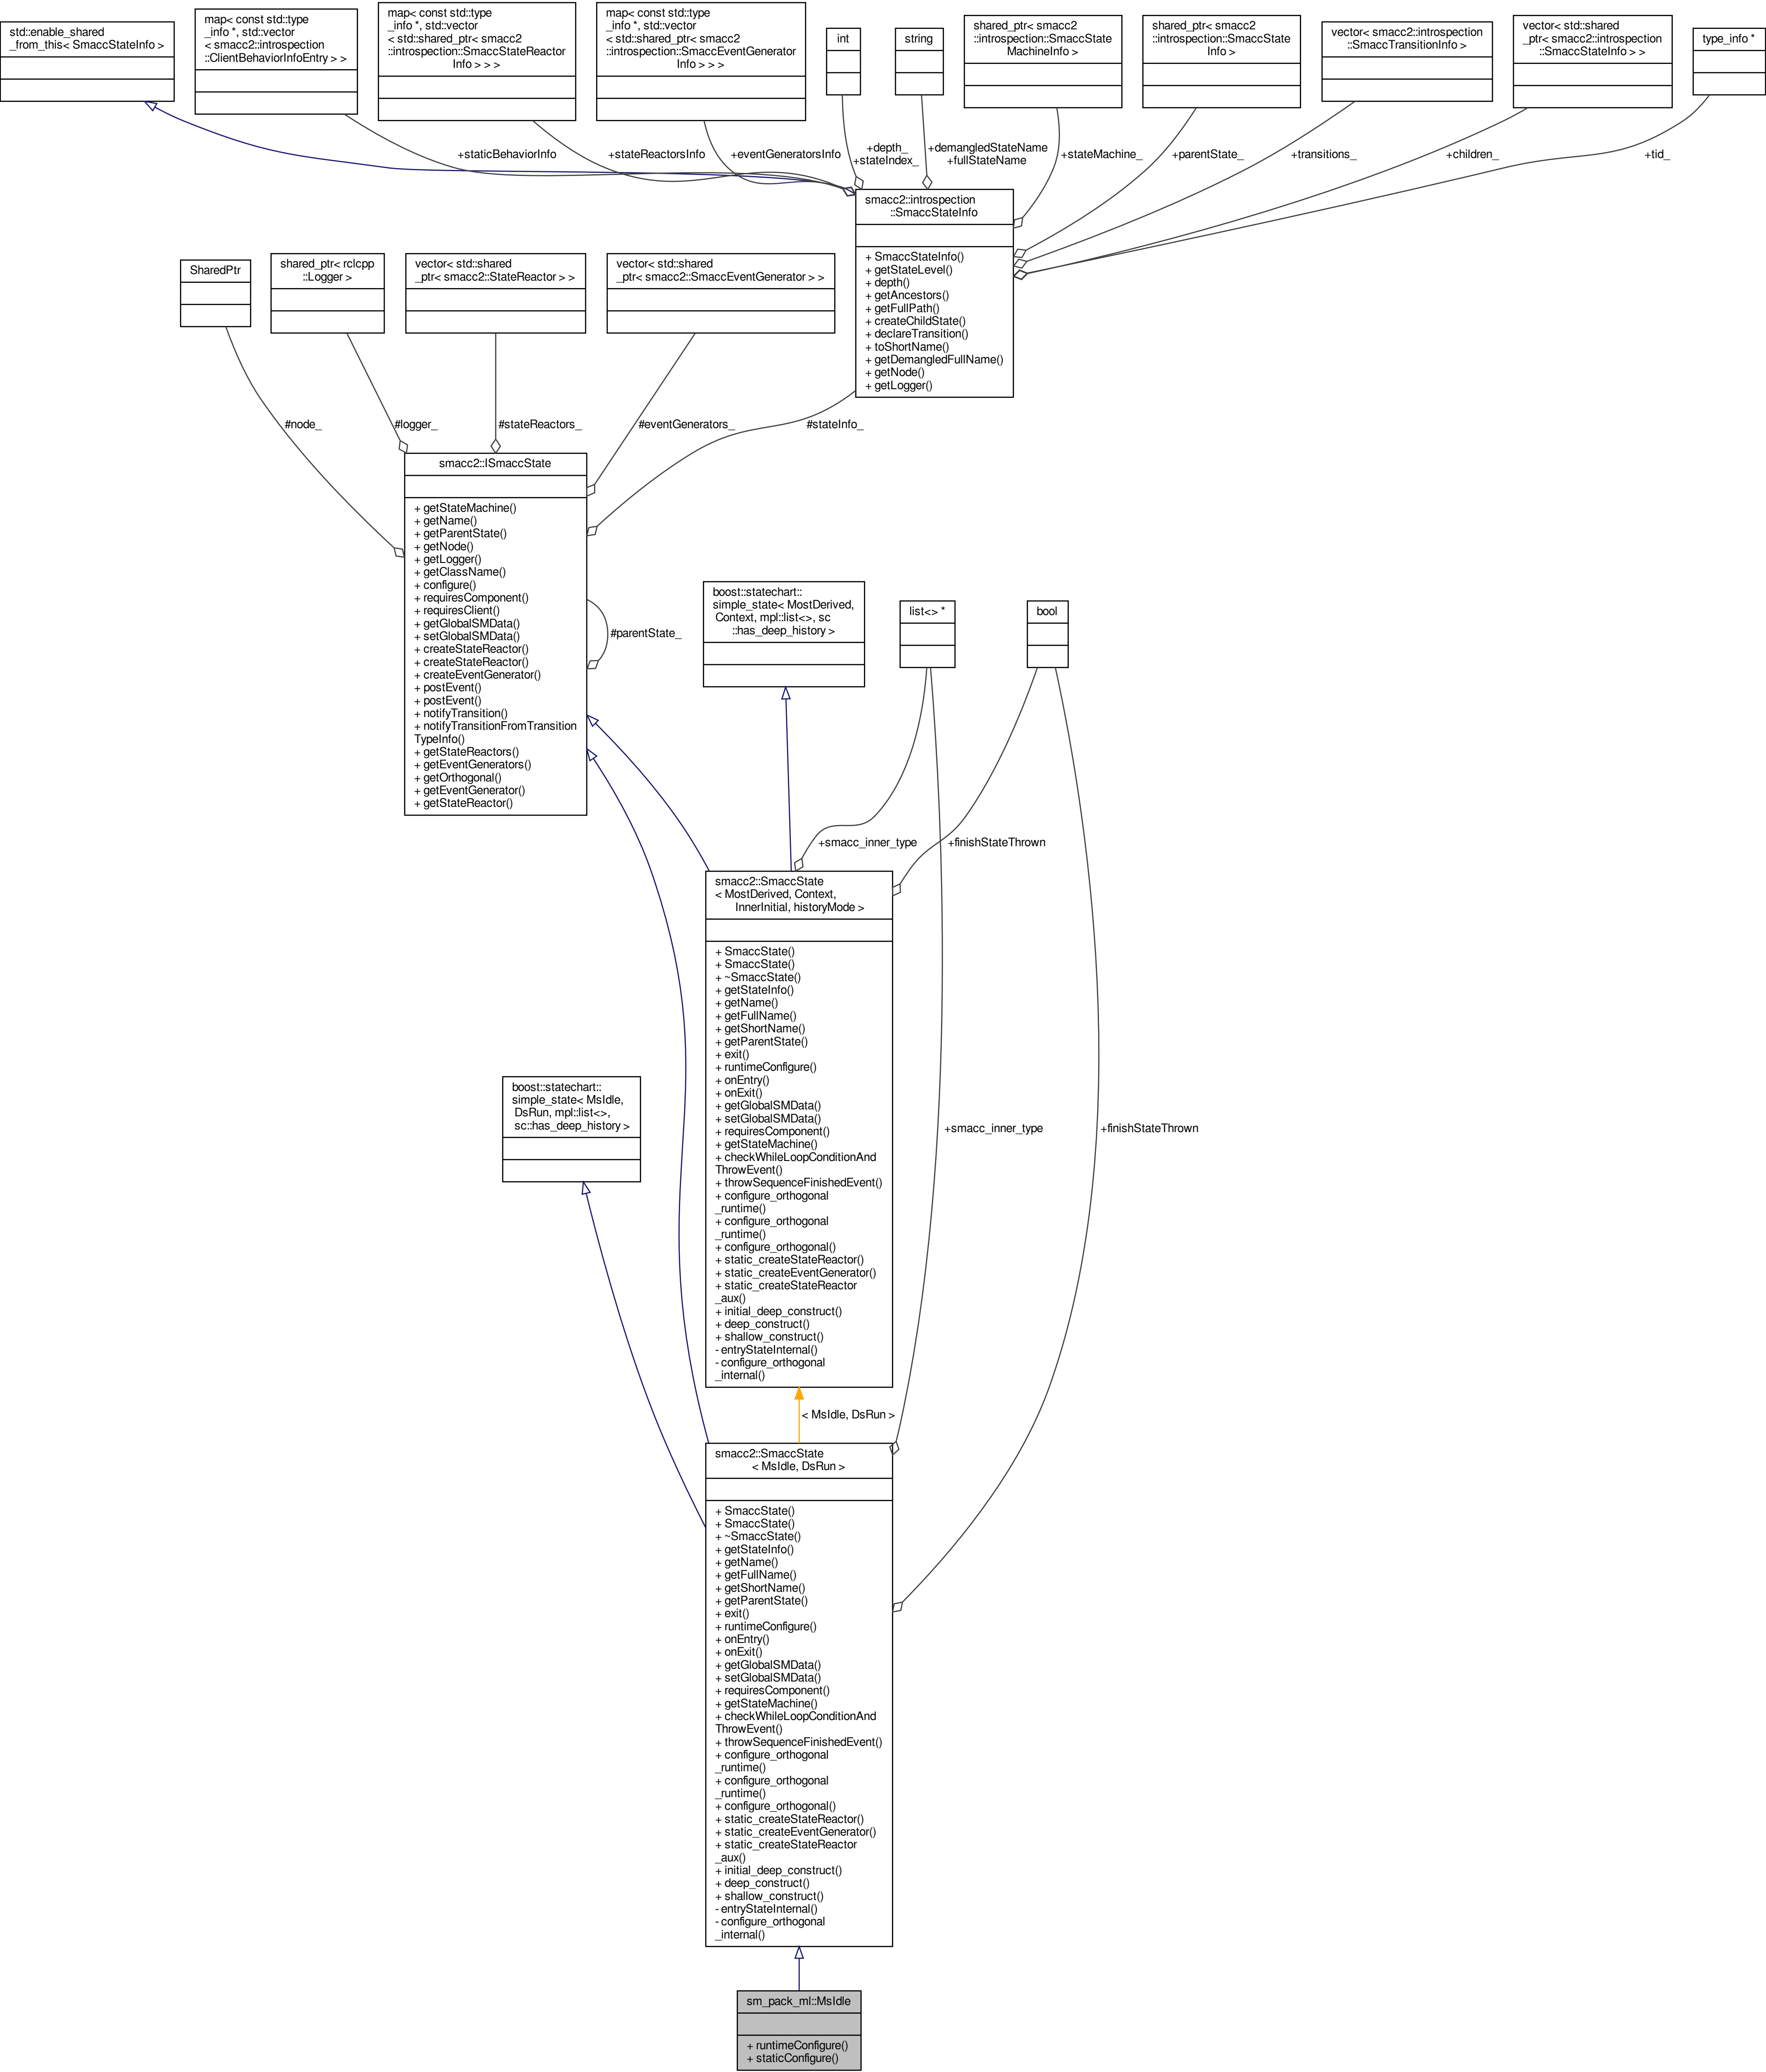 std::enable_shared
_from_this< SmaccStateInfo >
map< const std::type
_info *, std::vector
< smacc2::introspection
::ClientBehaviorInfoEntry > >
map< const std::type
_info *, std::vector
< std::shared_ptr< smacc2
::introspection::SmaccStateReactor
Info > > >
map< const std::type
_info *, std::vector
< std::shared_ptr< smacc2
::introspection::SmaccEventGenerator
Info > > >
int
string
shared_ptr< smacc2
::introspection::SmaccState
MachineInfo >
shared_ptr< smacc2
::introspection::SmaccState
Info >
vector< smacc2::introspection
::SmaccTransitionInfo >
vector< std::shared
_ptr< smacc2::introspection
::SmaccStateInfo > >
type_info *
+staticBehaviorInfo
+stateReactorsInfo
+eventGeneratorsInfo
+depth_
+stateIndex_
+demangledStateName
+fullStateName
+stateMachine_
+parentState_
+transitions_
+children_
+tid_
smacc2::introspection
::SmaccStateInfo
+ SmaccStateInfo()
+ getStateLevel()
+ depth()
+ getAncestors()
+ getFullPath()
+ createChildState()
+ declareTransition()
+ toShortName()
+ getDemangledFullName()
+ getNode()
+ getLogger()
SharedPtr
shared_ptr< rclcpp
::Logger >
vector< std::shared
_ptr< smacc2::StateReactor > >
vector< std::shared
_ptr< smacc2::SmaccEventGenerator > >
#node_
#logger_
#stateReactors_
#eventGenerators_
#stateInfo_
smacc2::ISmaccState
+ getStateMachine()
+ getName()
+ getParentState()
+ getNode()
+ getLogger()
+ getClassName()
+ configure()
+ requiresComponent()
+ requiresClient()
+ getGlobalSMData()
+ setGlobalSMData()
+ createStateReactor()
+ createStateReactor()
+ createEventGenerator()
+ postEvent()
+ postEvent()
+ notifyTransition()
+ notifyTransitionFromTransition
TypeInfo()
+ getStateReactors()
+ getEventGenerators()
+ getOrthogonal()
+ getEventGenerator()
+ getStateReactor()
#parentState_
boost::statechart::
simple_state< MostDerived,
Context, mpl::list<>, sc
::has_deep_history >
list<> *
bool
+smacc_inner_type
+finishStateThrown
smacc2::SmaccState
< MostDerived, Context,
InnerInitial, historyMode >
+ SmaccState()
+ SmaccState()
+ ~SmaccState()
+ getStateInfo()
+ getName()
+ getFullName()
+ getShortName()
+ getParentState()
+ exit()
+ runtimeConfigure()
+ onEntry()
+ onExit()
+ getGlobalSMData()
+ setGlobalSMData()
+ requiresComponent()
+ getStateMachine()
+ checkWhileLoopConditionAnd
ThrowEvent()
+ throwSequenceFinishedEvent()
+ configure_orthogonal
_runtime()
+ configure_orthogonal
_runtime()
+ configure_orthogonal()
+ static_createStateReactor()
+ static_createEventGenerator()
+ static_createStateReactor
_aux()
+ initial_deep_construct()
+ deep_construct()
+ shallow_construct()
- entryStateInternal()
- configure_orthogonal
_internal()
boost::statechart::
simple_state< MsIdle,
DsRun, mpl::list<>,
sc::has_deep_history >
+smacc_inner_type
+finishStateThrown
< MsIdle, DsRun >
smacc2::SmaccState
< MsIdle, DsRun >
+ SmaccState()
+ SmaccState()
+ ~SmaccState()
+ getStateInfo()
+ getName()
+ getFullName()
+ getShortName()
+ getParentState()
+ exit()
+ runtimeConfigure()
+ onEntry()
+ onExit()
+ getGlobalSMData()
+ setGlobalSMData()
+ requiresComponent()
+ getStateMachine()
+ checkWhileLoopConditionAnd
ThrowEvent()
+ throwSequenceFinishedEvent()
+ configure_orthogonal
_runtime()
+ configure_orthogonal
_runtime()
+ configure_orthogonal()
+ static_createStateReactor()
+ static_createEventGenerator()
+ static_createStateReactor
_aux()
+ initial_deep_construct()
+ deep_construct()
+ shallow_construct()
- entryStateInternal()
- configure_orthogonal
_internal()
sm_pack_ml::MsIdle
+ runtimeConfigure()
+ staticConfigure()